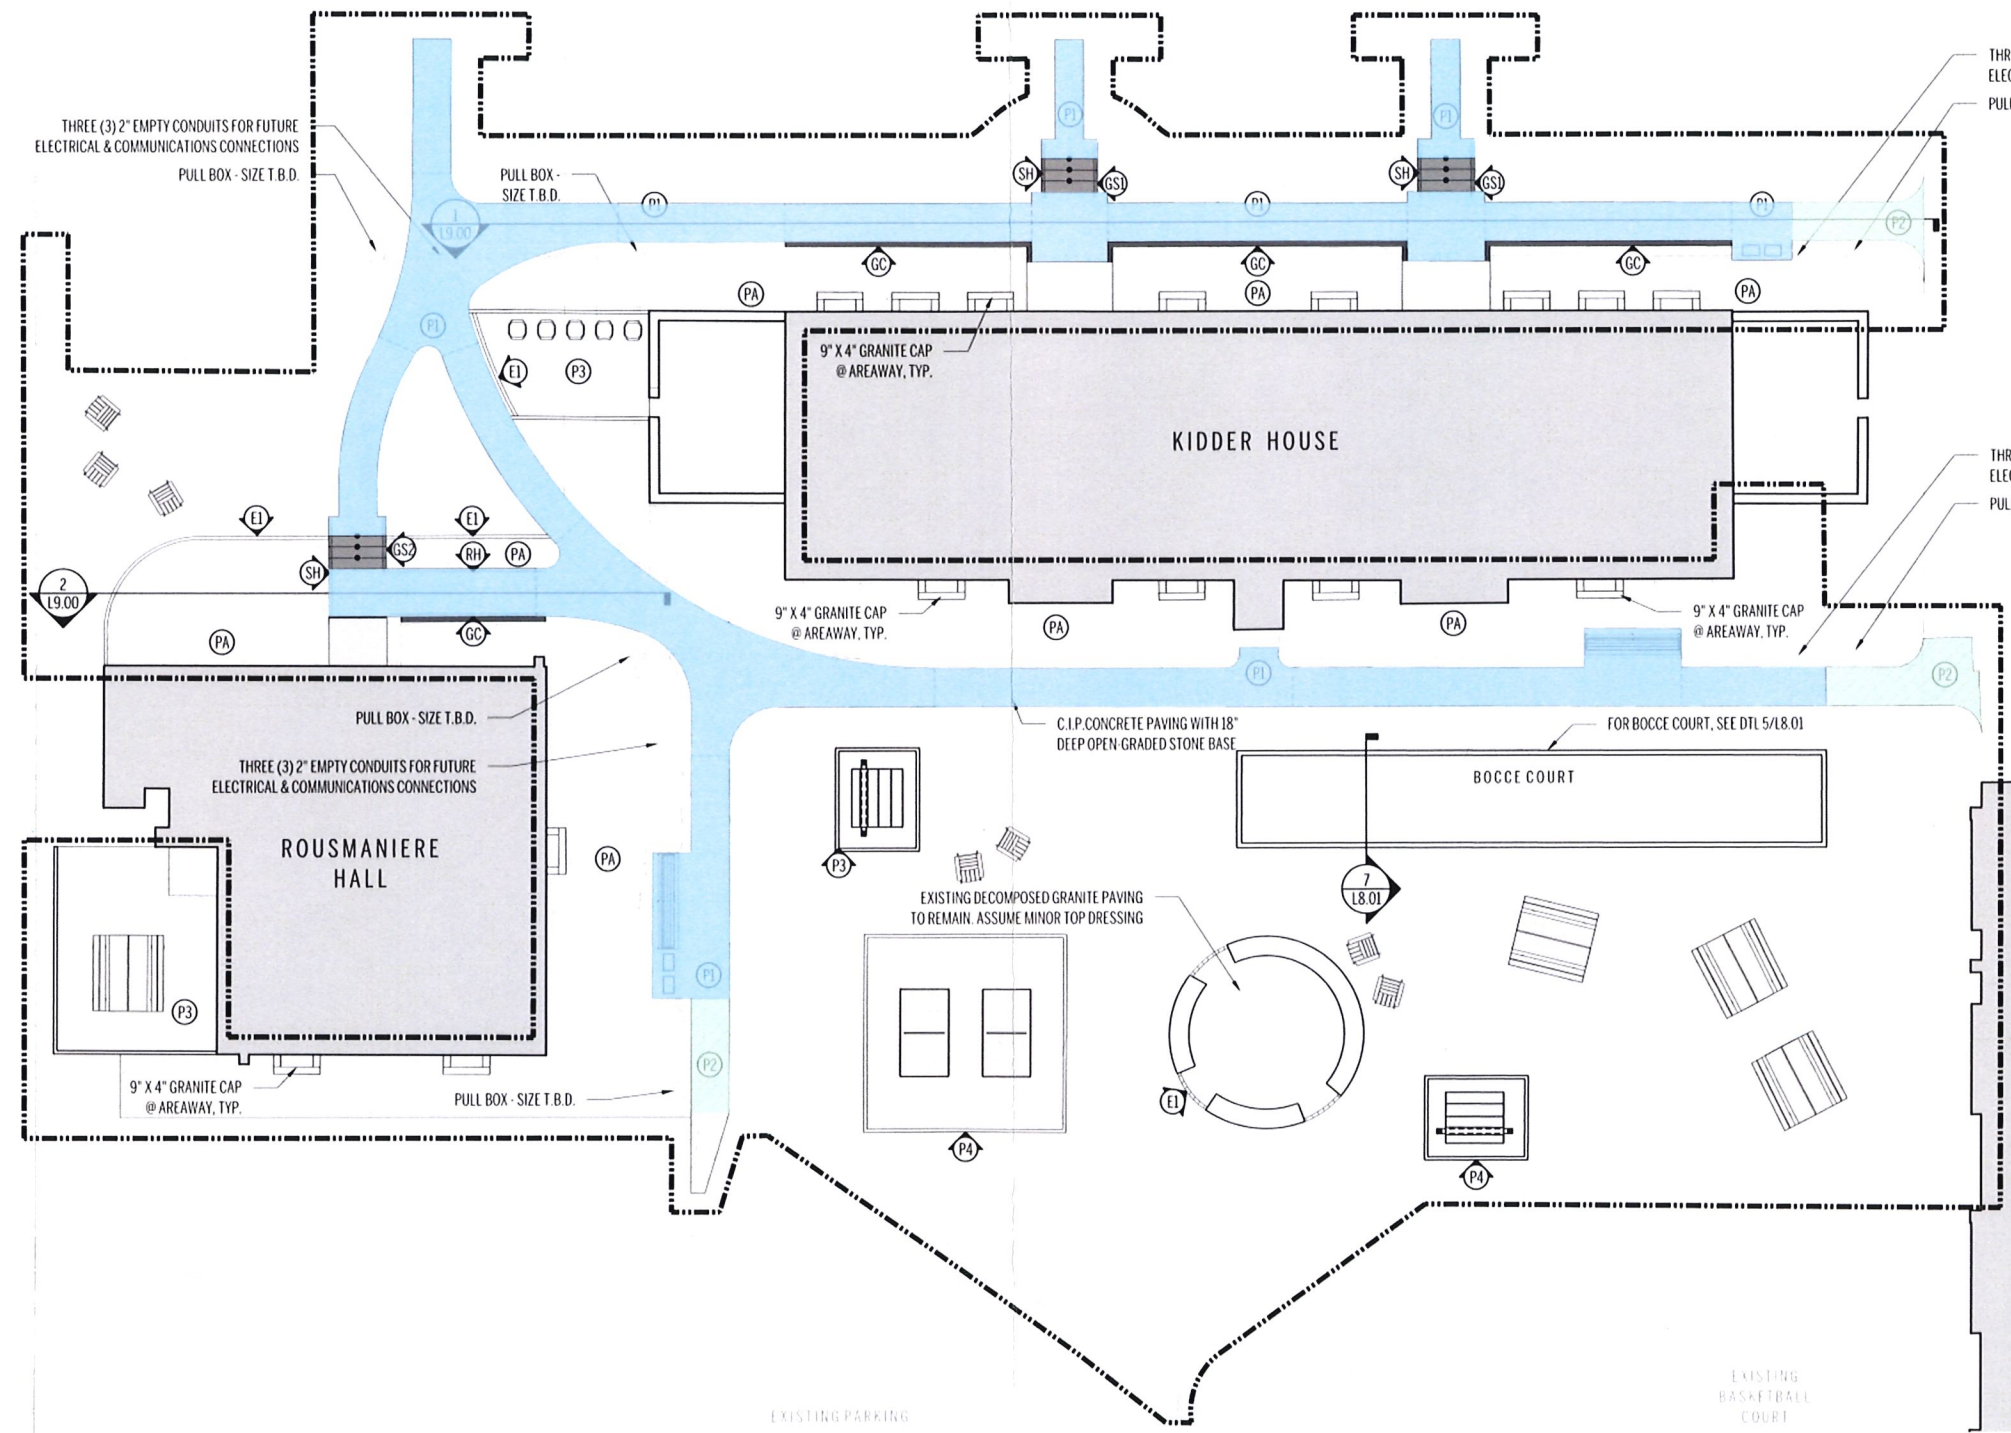 THR
ELEC
PUL
THREE (3) 2" EMPTY CONDUITS FOR FUTURE
ELECTRICAL & COMMUNICATIONS CONNECTIONS
PULL BOX - SIZE T.B.D.
PULL BOX -
SIZE T.B.D.
P1
P1
SH
GS1
SH
GS1
1
L9.00
P1
P1
P1
P2
GC
GC
GC
PA
PA
PA
P1
9" X 4" GRANITE CAP
@ AREAWAY, TYP.
E1
P3
KIDDER HOUSE
THR
ELEC
PUL
E1
E1
GS2
RH
PA
SH
2
L9.00
9" X 4" GRANITE CAP
@ AREAWAY, TYP.
9" X 4" GRANITE CAP
@ AREAWAY, TYP.
PA
GC
PA
PA
P1
P2
PULL BOX - SIZE T.B.D.
C.I.P. CONCRETE PAVING WITH 18"
DEEP OPEN-GRADED STONE BASE
FOR BOCCE COURT, SEE DTL 5/L8.01
THREE (3) 2" EMPTY CONDUITS FOR FUTURE
ELECTRICAL & COMMUNICATIONS CONNECTIONS
BOCCE COURT
ROUSMANIERE
HALL
PA
P3
7
L8.01
EXISTING DECOMPOSED GRANITE PAVING
TO REMAIN. ASSUME MINOR TOP DRESSING
P1
P3
P2
9" X 4" GRANITE CAP
@ AREAWAY, TYP.
PULL BOX - SIZE T.B.D.
E1
P4
P4
EXISTING PARKING
EXISTING
BASKETBALL
COURT